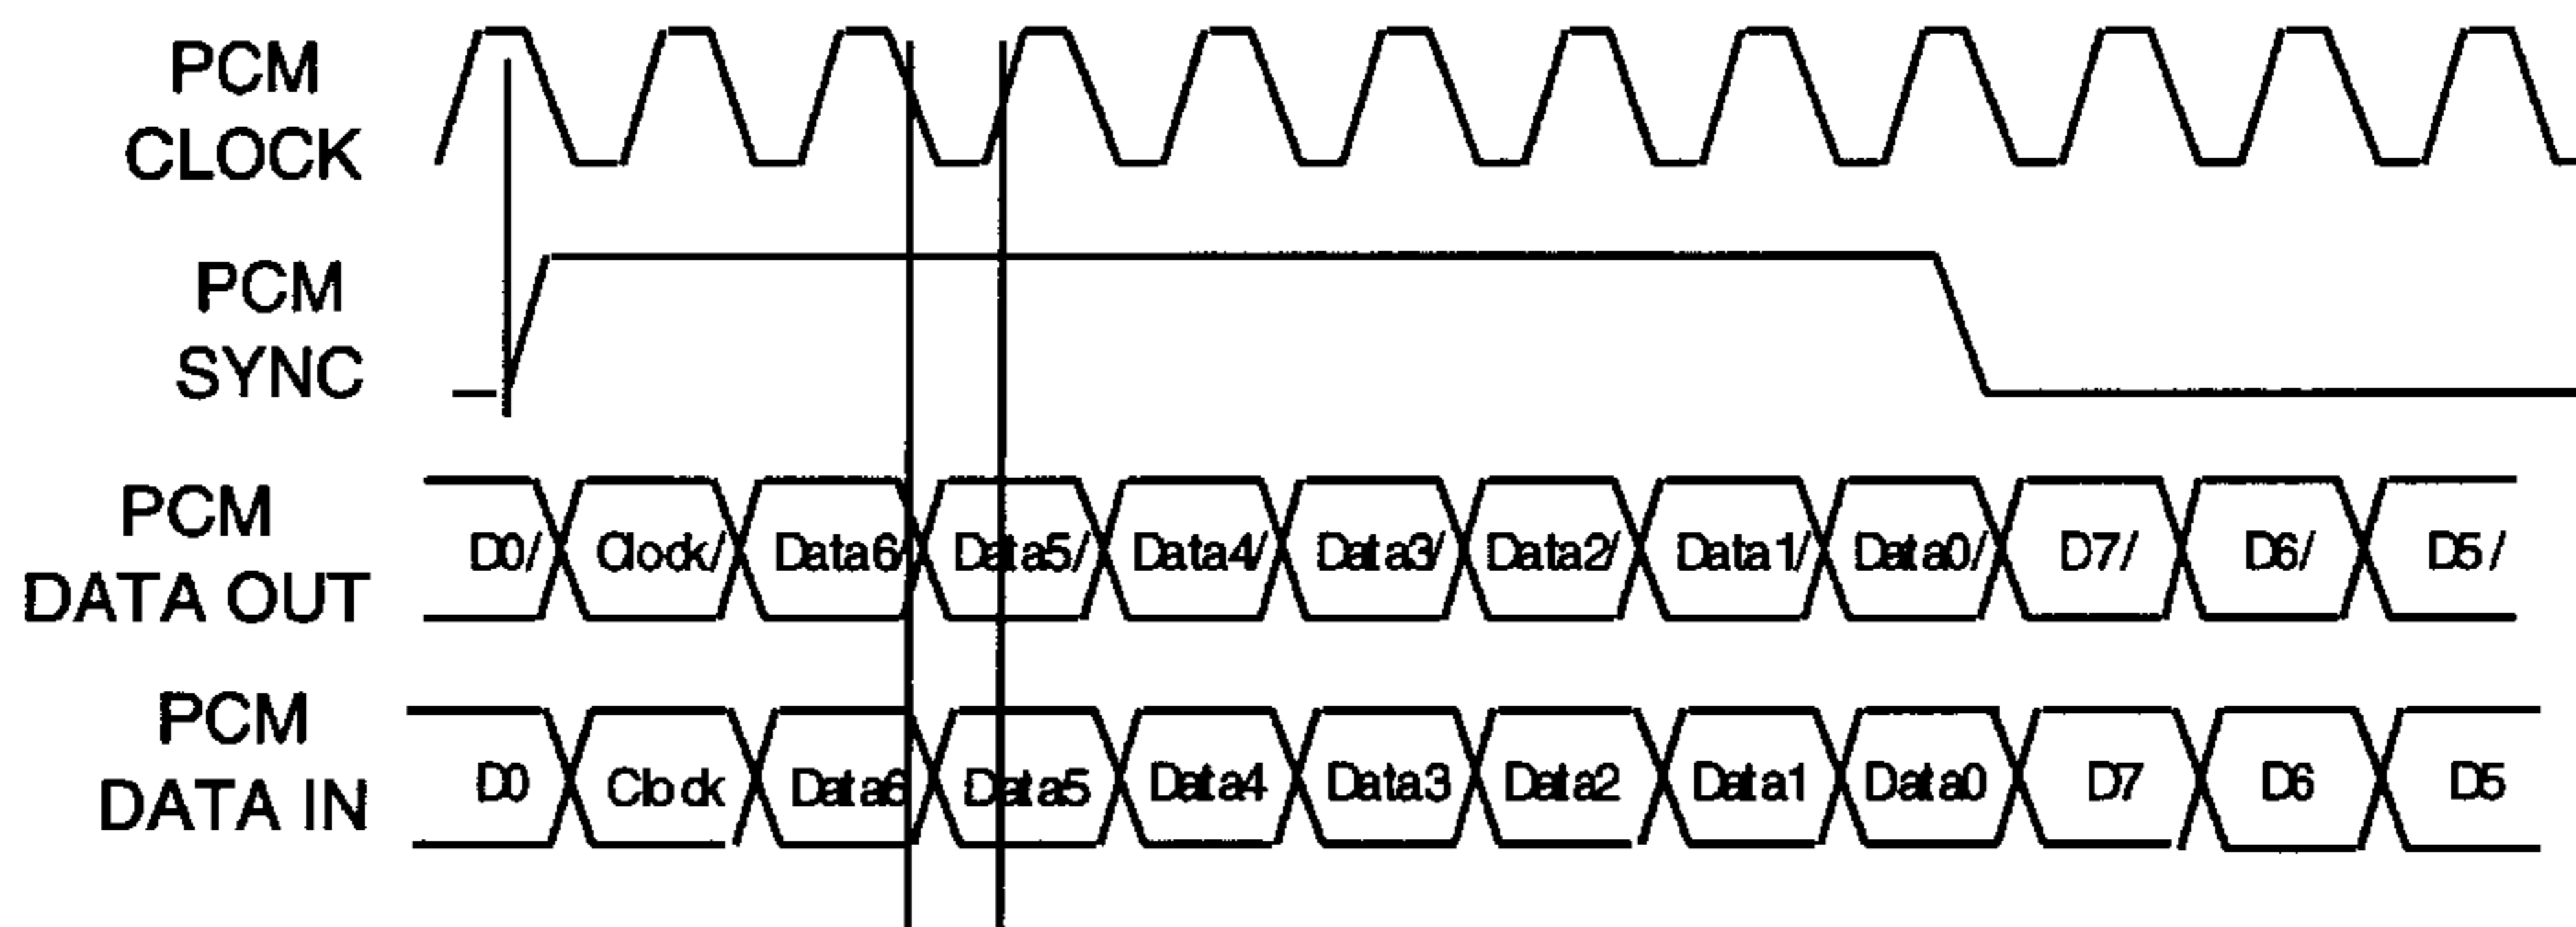 PCM
CLOCK
PCM
SYNC
PCM
DATA OUT
D0/ Clock/ Data6/ Data5/ Data4/ Data3/ Data2/ Data1/ Data0/ D7/ D6/ D5/
PCM
DATA IN
D0 Clock Data6 Data5 Data4 Data3 Data2 Data1 Data0 D7 D6 D5